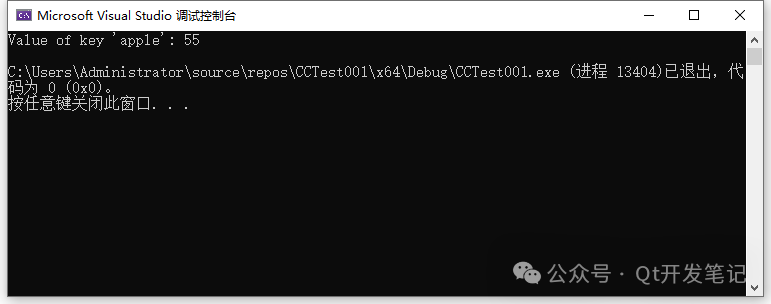 Microsoft Visual Studio 调试控制台
Value of key 'apple': 55
C:\Users\Administrator\source\repos\CCTest001\x64\Debug\CCTest001.exe (进程 13404)已退出，代
码为 0 (0x0)。
按任意键关闭此窗口. . .
公众号 · Qt开发笔记